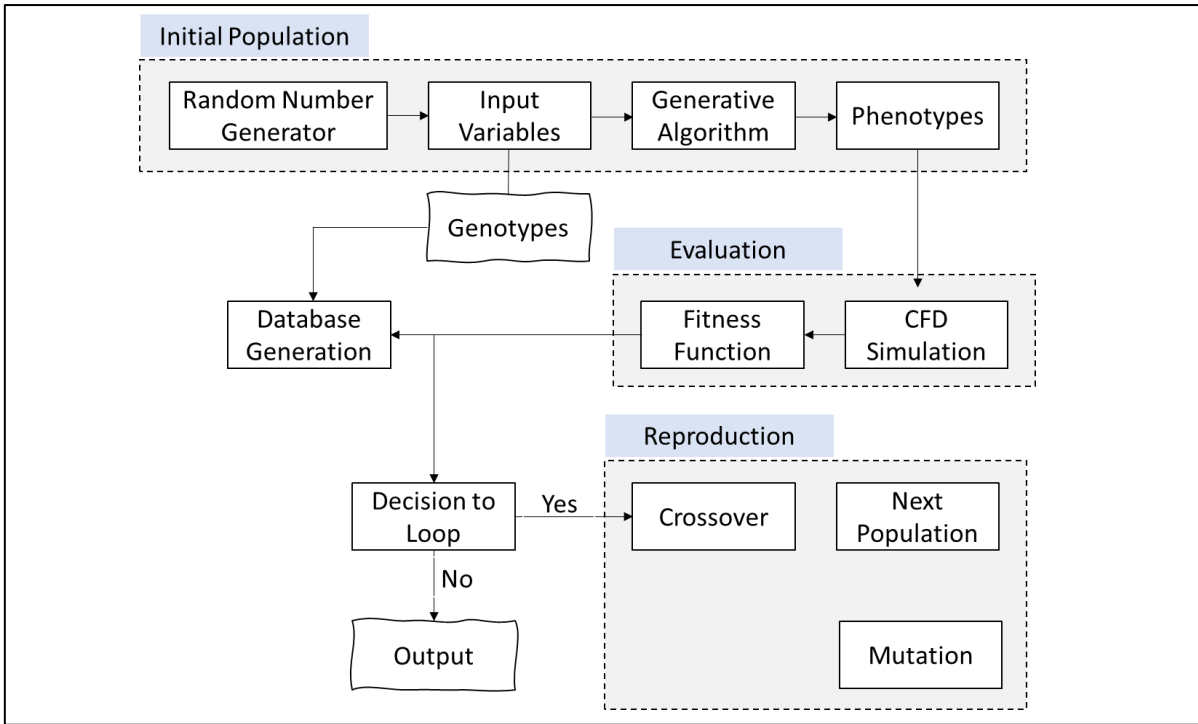 Initial Population
Random Number
Generator
Input
Variables
Generative
Algorithm
Phenotypes
Genotypes
Evaluation
Database
Generation
Fitness
Function
CFD
Simulation
Reproduction
Decision to
Loop
Yes
Crossover
Next
Population
No
Output
Mutation